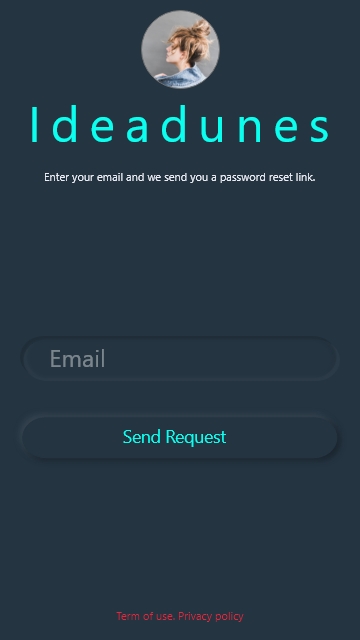 Ideadunes
Enter your email and we send you a password reset link.
Email
Send Request
Term of use. Privacy policy